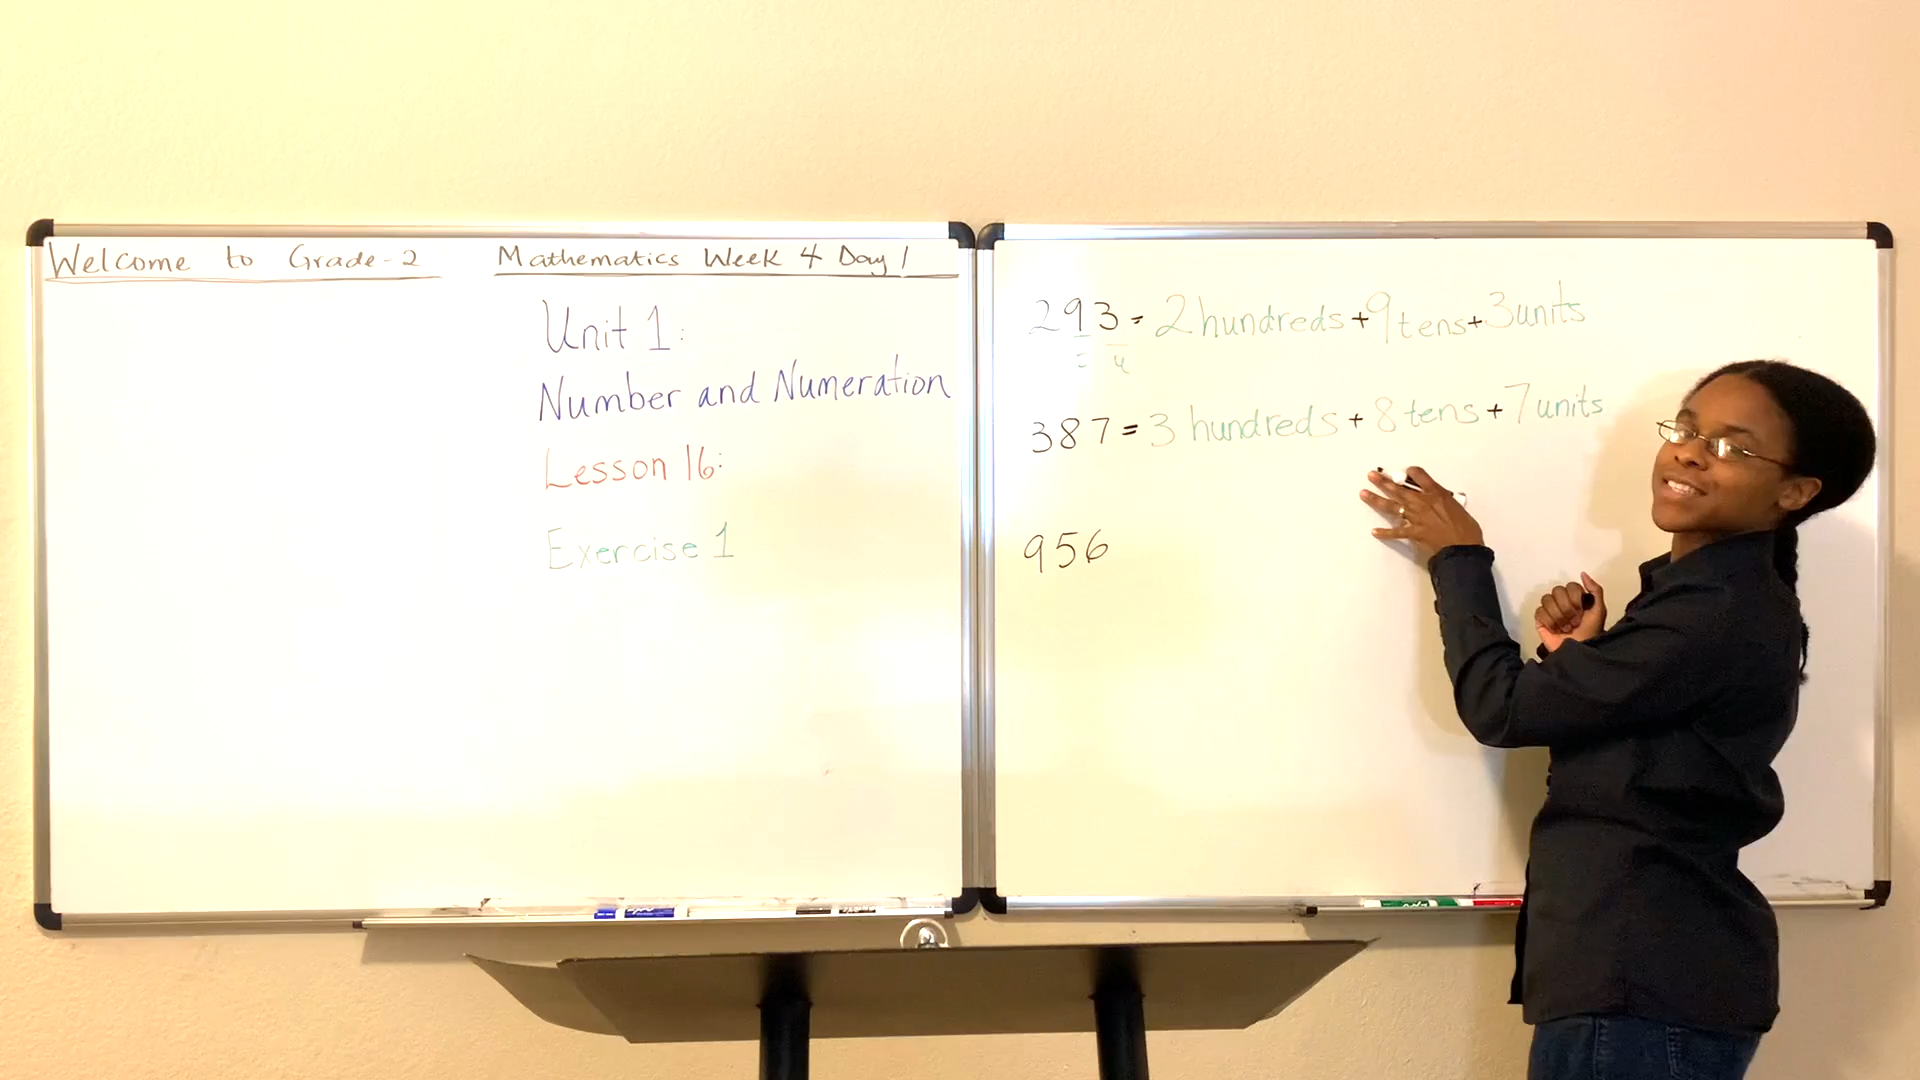 Welcome to Grade-2
Mathematics Week 4 Day 1
Unit 1:
Number and Numeration
Lesson 16:
Exercise 1
293 = 2 hundreds + 9 tens + 3 units
387 = 3 hundreds + 8 tens + 7 units
956